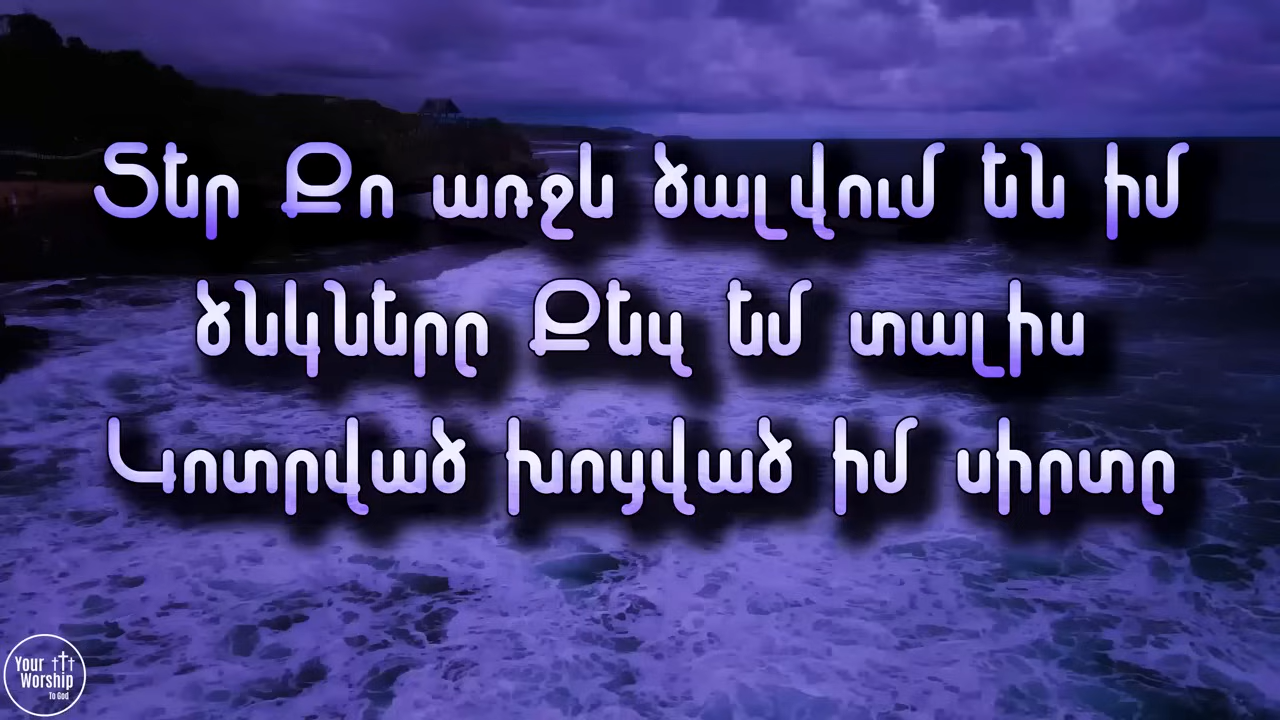 Տեր Քո առջև ծալվում են իմ
ծնկները Քեզ եմ տալիս
Կոտրված խոցված իմ սիրտը
Your
Worship
To God